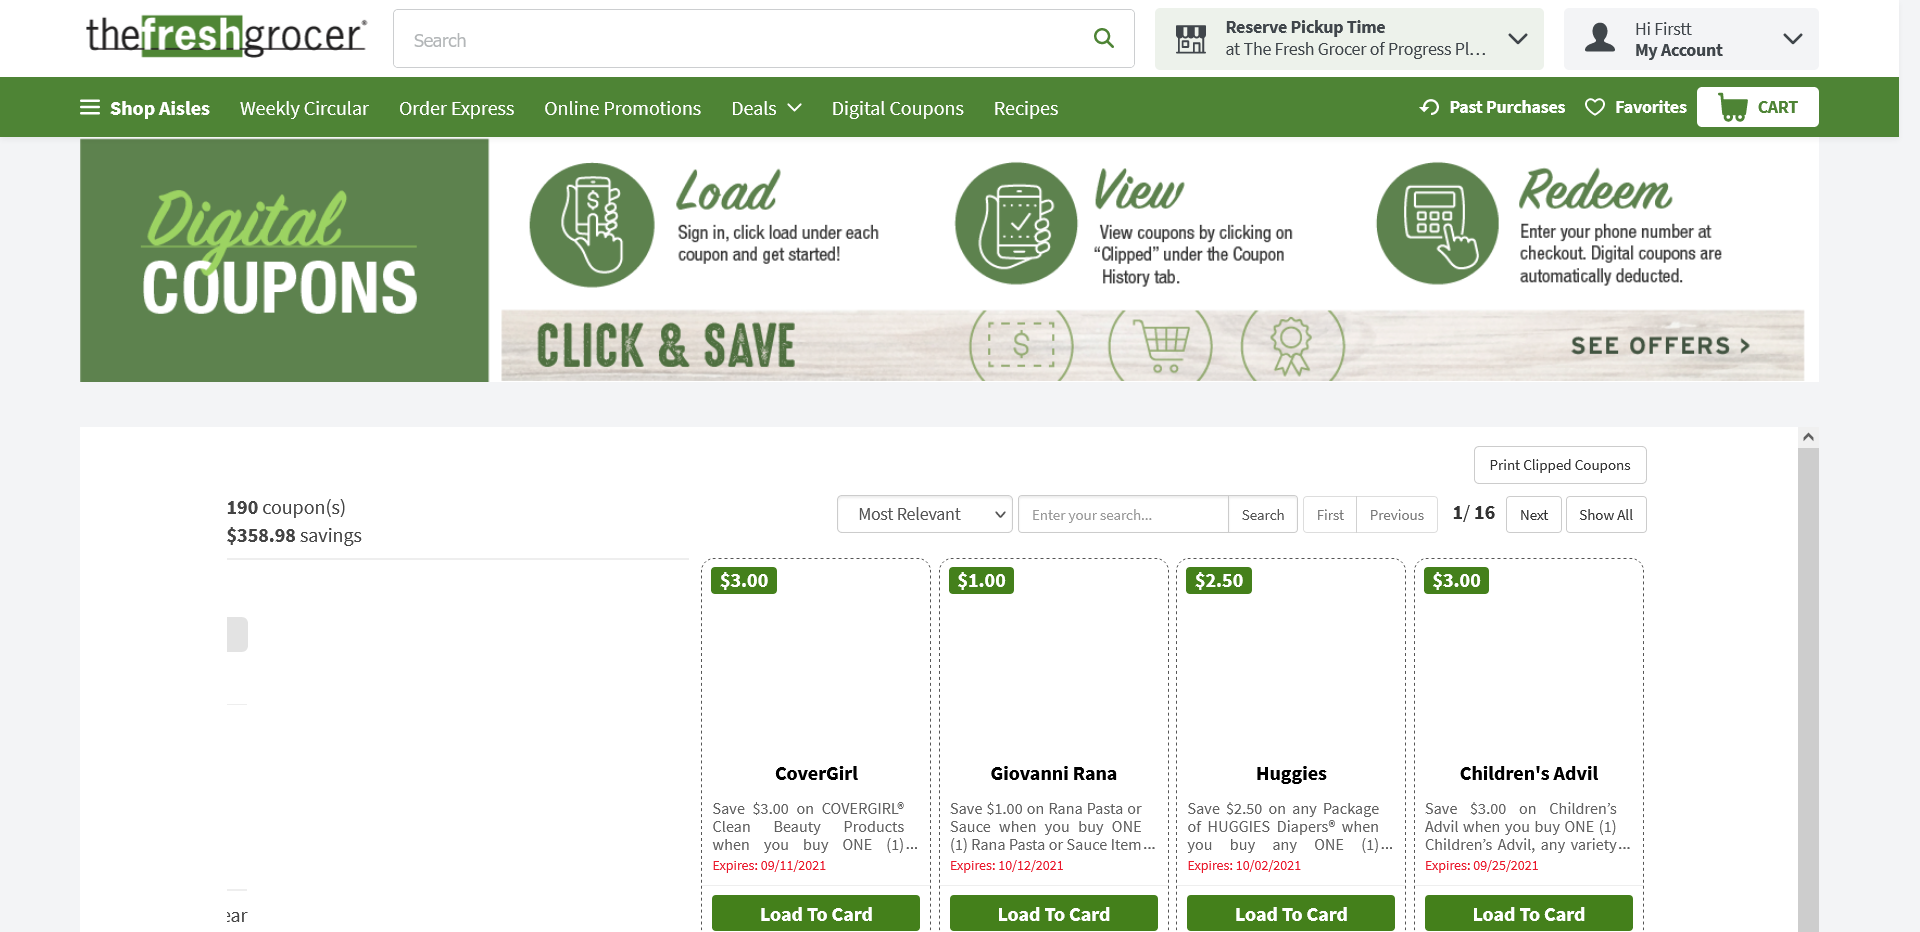 thefreshgrocer®
Search
Reserve Pickup Time
at The Fresh Grocer of Progress Pl...
Hi Firstt
My Account
Shop Aisles
Weekly Circular
Order Express
Online Promotions
Deals
Digital Coupons
Recipes
Past Purchases
Favorites
CART
Digital
COUPONS
Load
Sign in, click load under each
coupon and get started!
View
View coupons by clicking on
“Clipped” under the Coupon
History tab.
Redeem
Enter your phone number at
checkout. Digital coupons are
automatically deducted.
CLICK & SAVE
$
SEE OFFERS >
Print Clipped Coupons
190 coupon(s)
$358.98 savings
Most Relevant
Enter your search...
Search
First
Previous
1/ 16
Next
Show All
$3.00
CoverGirl
Save $3.00 on COVERGIRL®
Clean Beauty Products
when you buy ONE (1)...
Expires: 09/11/2021
Load To Card
$1.00
Giovanni Rana
Save $1.00 on Rana Pasta or
Sauce when you buy ONE
(1) Rana Pasta or Sauce Item...
Expires: 10/12/2021
Load To Card
$2.50
Huggies
Save $2.50 on any Package
of HUGGIES Diapers® when
you buy any ONE (1)...
Expires: 10/02/2021
Load To Card
$3.00
Children's Advil
Save $3.00 on Children’s
Advil when you buy ONE (1)
Children’s Advil, any variety...
Expires: 09/25/2021
Load To Card
ear